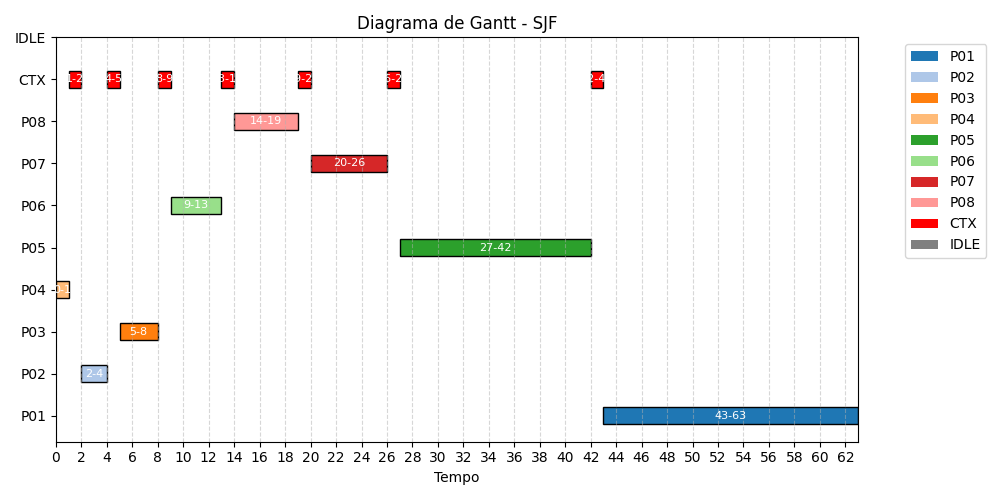 Diagrama de Gantt - SJF
IDLE
CTX
P08
14-19
P07
20-26
P06
9-13
P05
27-42
P04
P03
5-8
P02
2-4
P01
43-63
0 2 4 6 8 10 12 14 16 18 20 22 24 26 28 30 32 34 36 38 40 42 44 46 48 50 52 54 56 58 60 62
Tempo
P01
P02
P03
P04
P05
P06
P07
P08
CTX
IDLE